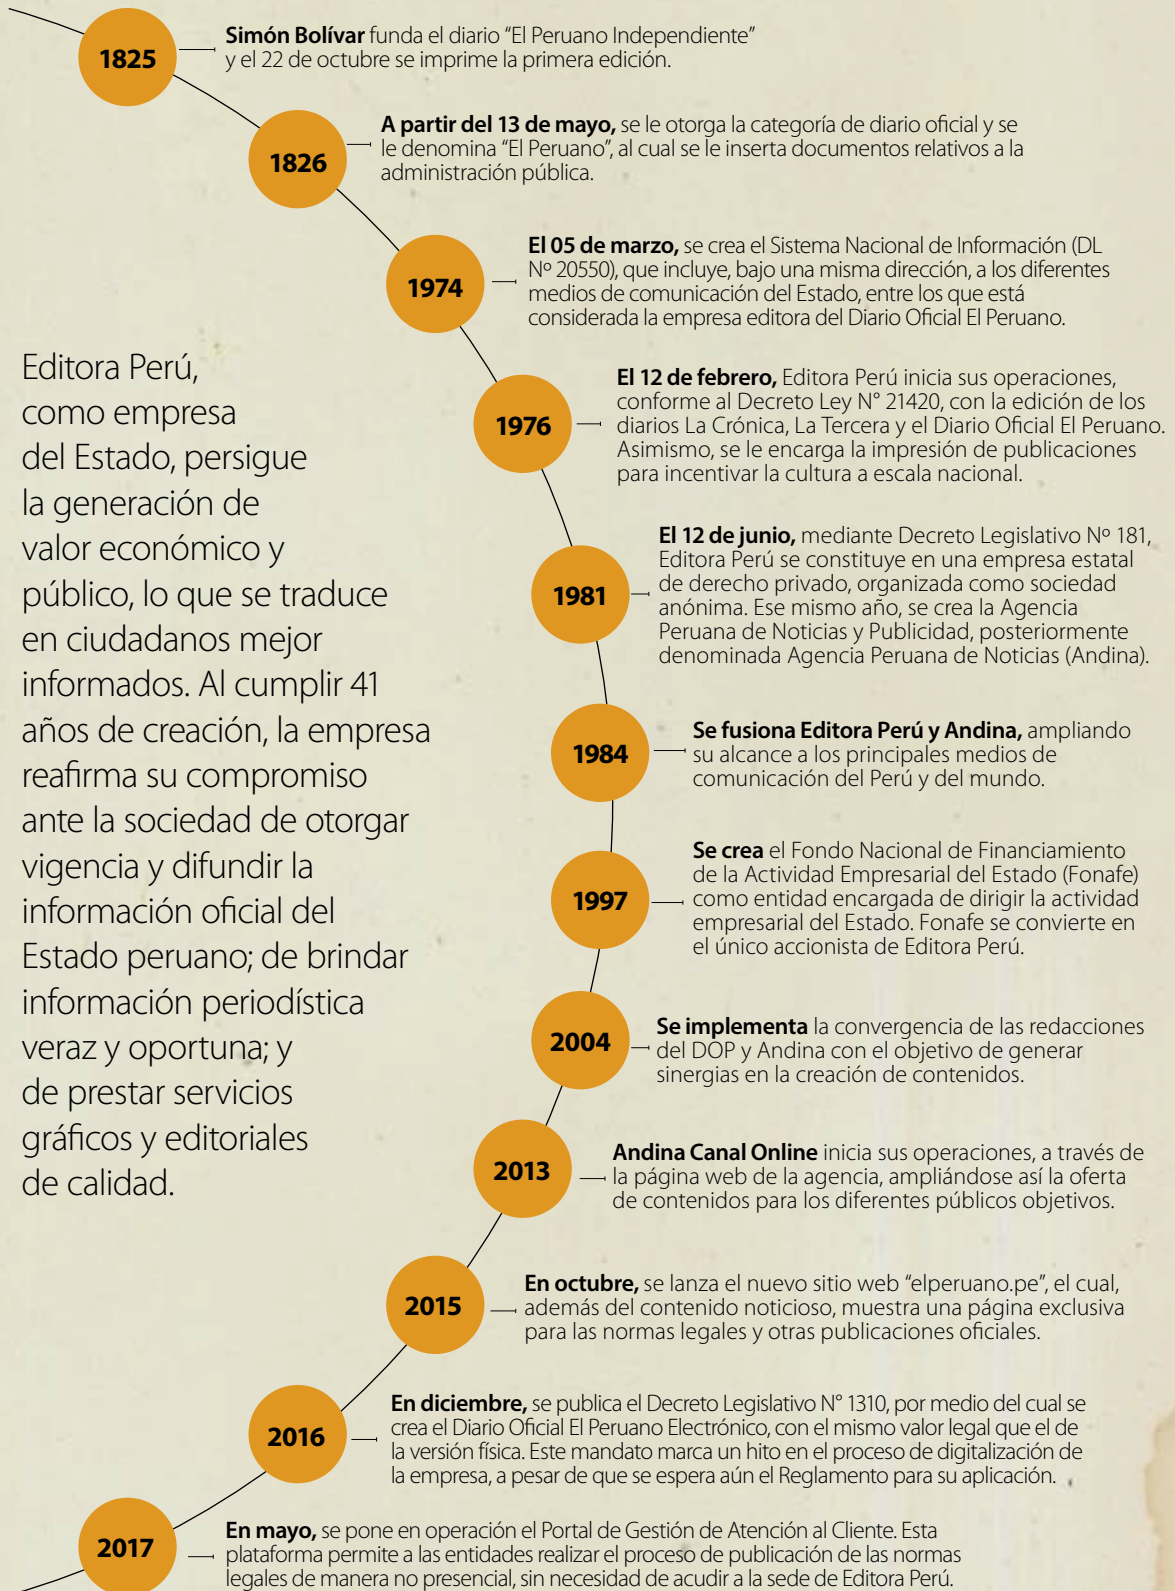 1825
Simón Bolívar funda el diario “El Peruano Independiente”
y el 22 de octubre se imprime la primera edición.
1826
A partir del 13 de mayo, se le otorga la categoría de diario oficial y se
le denomina “El Peruano”, al cual se le inserta documentos relativos a la
administración pública.
1974
El 05 de marzo, se crea el Sistema Nacional de Información (DL
Nº 20550), que incluye, bajo una misma dirección, a los diferentes
medios de comunicación del Estado, entre los que está
considerada la empresa editora del Diario Oficial El Peruano.
Editora Perú,
como empresa
del Estado, persigue
la generación de
valor económico y
público, lo que se traduce
en ciudadanos mejor
informados. Al cumplir 41
años de creación, la empresa
reafirma su compromiso
ante la sociedad de otorgar
vigencia y difundir la
información oficial del
Estado peruano; de brindar
información periodística
veraz y oportuna; y
de prestar servicios
gráficos y editoriales
de calidad.
1976
El 12 de febrero, Editora Perú inicia sus operaciones,
conforme al Decreto Ley N° 21420, con la edición de los
diarios La Crónica, La Tercera y el Diario Oficial El Peruano.
Asimismo, se le encarga la impresión de publicaciones
para incentivar la cultura a escala nacional.
1981
El 12 de junio, mediante Decreto Legislativo Nº 181,
Editora Perú se constituye en una empresa estatal
de derecho privado, organizada como sociedad
anónima. Ese mismo año, se crea la Agencia
Peruana de Noticias y Publicidad, posteriormente
denominada Agencia Peruana de Noticias (Andina).
1984
Se fusiona Editora Perú y Andina, ampliando
su alcance a los principales medios de
comunicación del Perú y del mundo.
1997
Se crea el Fondo Nacional de Financiamiento
de la Actividad Empresarial del Estado (Fonafe)
como entidad encargada de dirigir la actividad
empresarial del Estado. Fonafe se convierte en
el único accionista de Editora Perú.
2004
Se implementa la convergencia de las redacciones
del DOP y Andina con el objetivo de generar
sinergias en la creación de contenidos.
2013
Andina Canal Online inicia sus operaciones, a través de
la página web de la agencia, ampliándose así la oferta
de contenidos para los diferentes públicos objetivos.
2015
En octubre, se lanza el nuevo sitio web “elperuano.pe”, el cual,
además del contenido noticioso, muestra una página exclusiva
para las normas legales y otras publicaciones oficiales.
2016
En diciembre, se publica el Decreto Legislativo N° 1310, por medio del cual se
crea el Diario Oficial El Peruano Electrónico, con el mismo valor legal que el de
la versión física. Este mandato marca un hito en el proceso de digitalización de
la empresa, a pesar de que se espera aún el Reglamento para su aplicación.
2017
En mayo, se pone en operación el Portal de Gestión de Atención al Cliente. Esta
plataforma permite a las entidades realizar el proceso de publicación de las normas
legales de manera no presencial, sin necesidad de acudir a la sede de Editora Perú.